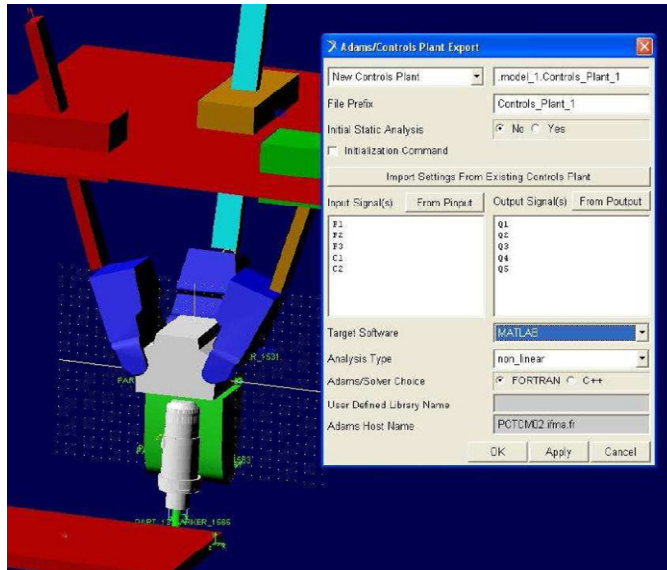 Adams/Controls Plant Export
New Controls Plant
.model_1.Controls_Plant_1
File Prefix
Controls_Plant_1
Initial Static Analysis
No Yes
Initialization Command
Import Settings From Existing Controls Plant
Input Signal(s) From Pinput Output Signal(s) From Poutput
F1
F2
F3
C1
C2
Q1
Q2
Q3
Q4
Q5
Target Software
MATLAB
Analysis Type
non_linear
Adams/Solver Choice
FORTRAN C++
User Defined Library Name
Adams Host Name
PCTCM02.ifma.fr
OK Apply Cancel
R_1531
PAR
1563